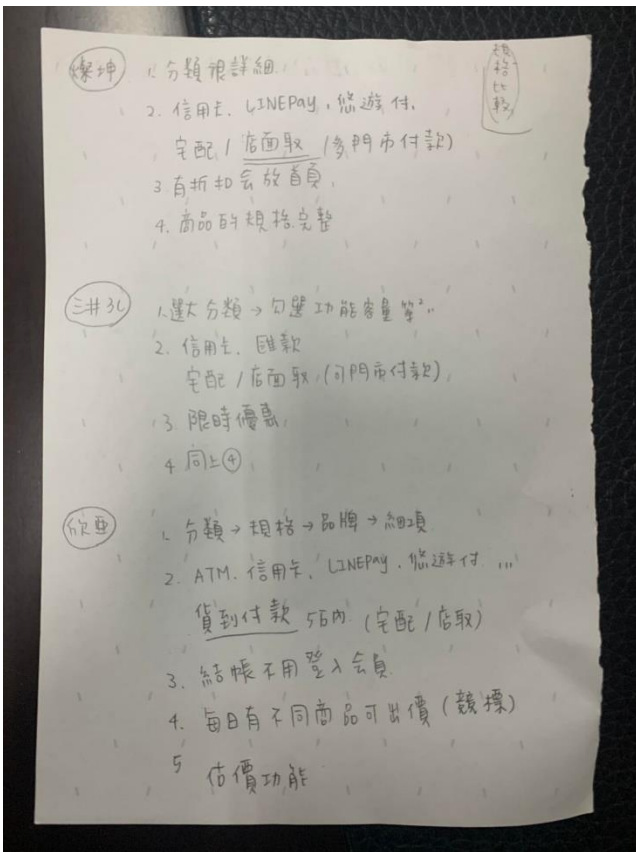 規格比較
燦坤 1. 分類很詳細
2. 信用卡、LINEPay、悠遊付、
宅配/店面取 (多門市付款)
3. 有折扣会放首頁
4. 商品的規格完整
三井3C 1. 選大分類→勾選功能容量等²..
2. 信用卡、匯款
宅配/店面取 (可門市付款)
3 限時優惠
4 同上④
欣亞 1. 分類→規格→品牌→細項
2. ATM、信用卡、LINEPay、悠遊付 ...
貨到付款 5百內 (宅配/店取)
3. 結帳不用登入会員
4. 每日有不同商品可出價 (競標)
5 估價功能